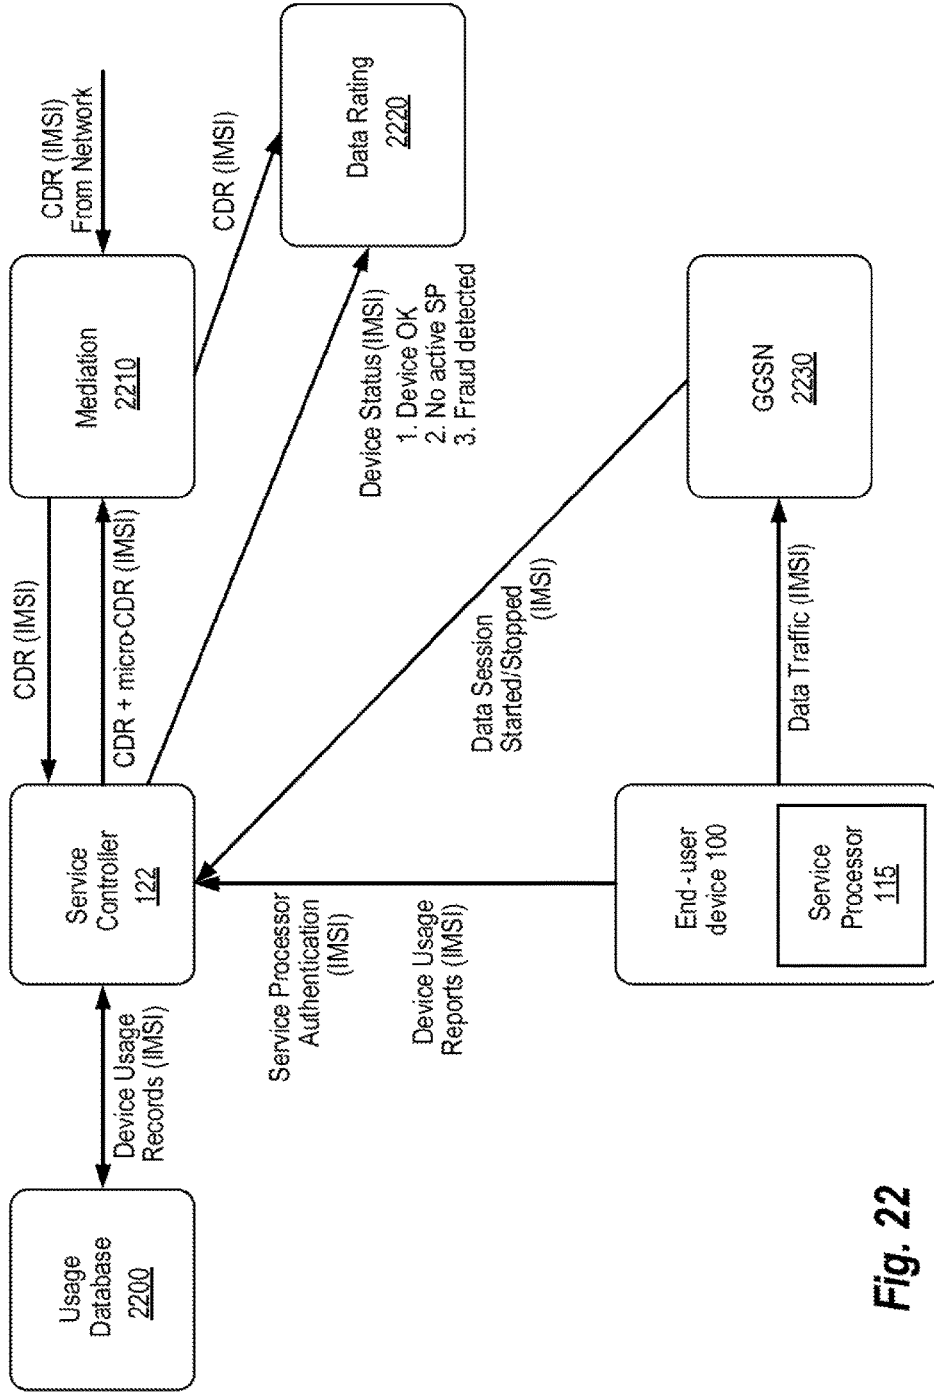 Usage
Database
2200
Device Usage
Records (IMSI)
Service
Controller
122
CDR (IMSI)
CDR + micro-CDR (IMSI)
Mediation
2210
CDR (IMSI)
From Network
CDR (IMSI)
Data Rating
2220
Device Status (IMSI)
1. Device OK
2. No active SP
3. Fraud detected
Service Processor
Authentication
(IMSI)
Device Usage
Reports (IMSI)
Data Session
Started/Stopped
(IMSI)
End-user
device 100
Service
Processor
115
Data Traffic (IMSI)
GGSN
2230
Fig. 22